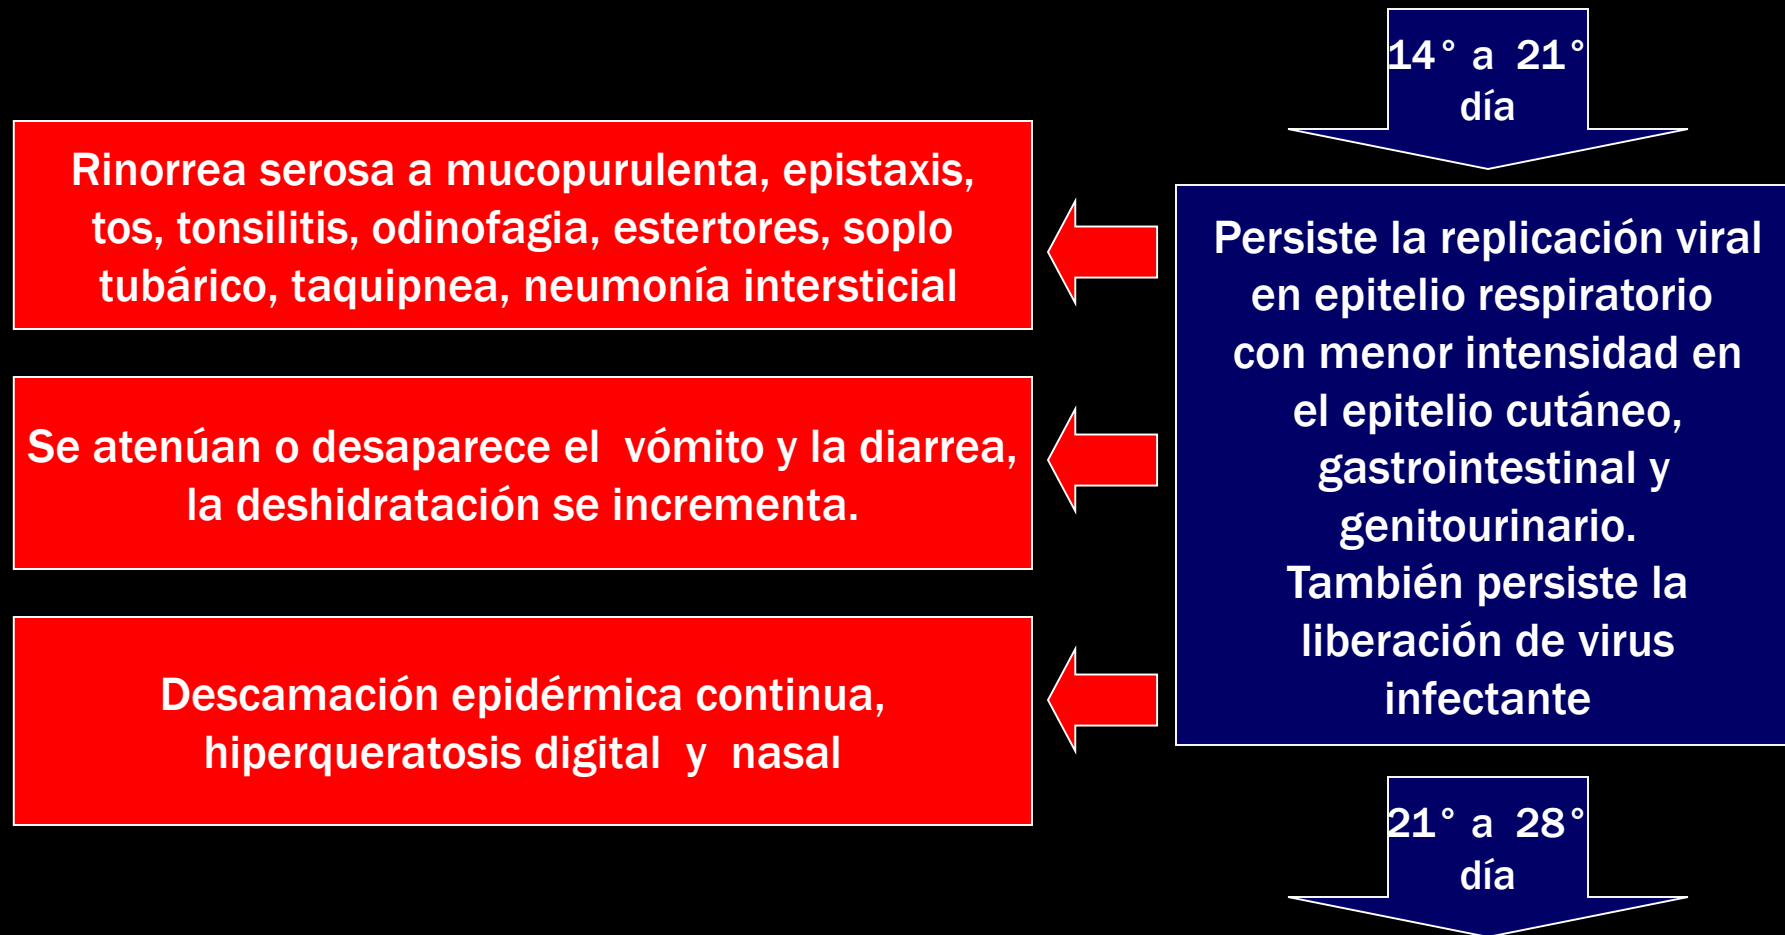 14° a 21°
día
Rinorrea serosa a mucopurulenta, epistaxis,
tos, tonsilitis, odinofagia, estertores, soplo
tubárico, taquipnea, neumonía intersticial
Se atenúan o desaparece el vómito y la diarrea,
la deshidratación se incrementa.
Descamación epidérmica continua,
hiperqueratosis digital y nasal
Persiste la replicación viral
en epitelio respiratorio
con menor intensidad en
el epitelio cutáneo,
gastrointestinal y
genitourinario.
También persiste la
liberación de virus
infectante
21° a 28°
día